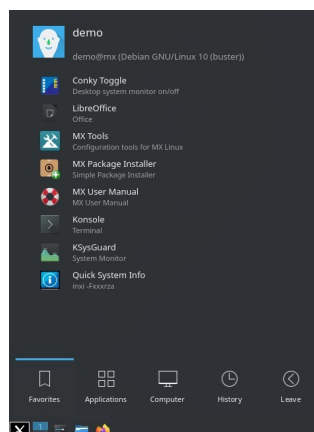 demo
demo@mx (Debian GNU/Linux 10 (buster))
Conky Toggle
Desktop system monitor on/off
LibreOffice
Office
MX Tools
Configuration tools for MX Linux
MX Package Installer
Simple Package Installer
MX User Manual
MX User Manual
Konsole
Terminal
KSysGuard
System Monitor
Quick System Info
inxi -Fxxxrza
Favorites Applications Computer History Leave
1